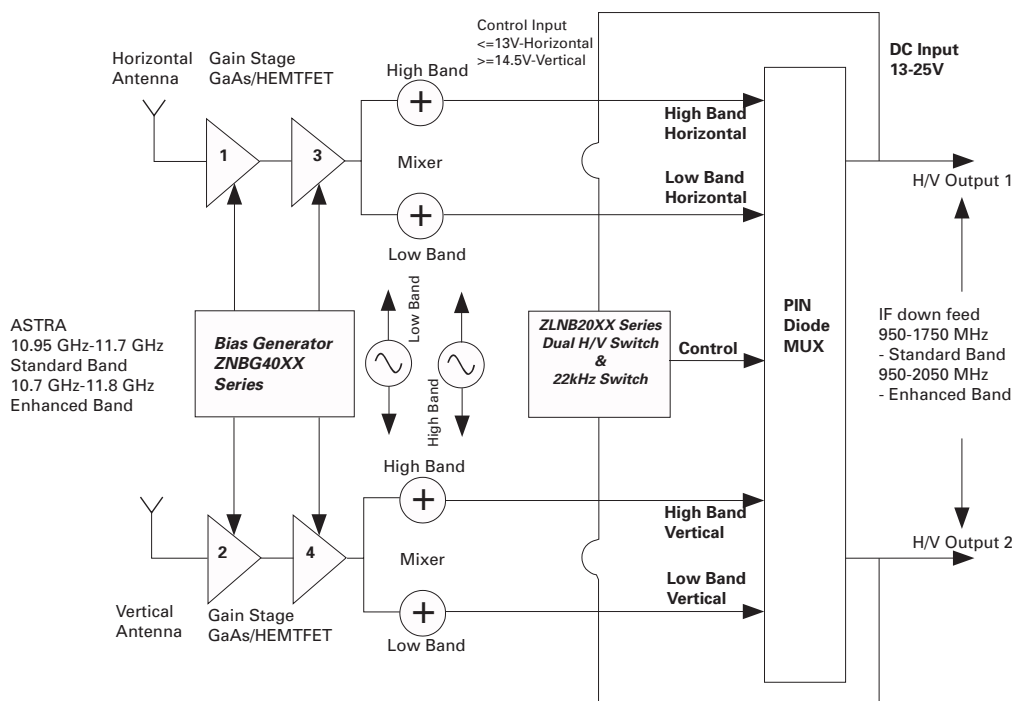 Control Input
<=13V-Horizontal
>=14.5V-Vertical
DC Input
13-25V
Horizontal
Antenna
Gain Stage
GaAs/HEMTFET
High Band
1
3
Mixer
High Band
Horizontal
Low Band
Horizontal
Low Band
H/V Output 1
ASTRA
10.95 GHz-11.7 GHz
Standard Band
10.7 GHz-11.8 GHz
Enhanced Band
Bias Generator
ZNBG40XX
Series
Low Band
High Band
ZLNB20XX Series
Dual H/V Switch
&
22kHz Switch
Control
PIN
Diode
MUX
IF down feed
950-1750 MHz
- Standard Band
950-2050 MHz
- Enhanced Band
High Band
2
4
Mixer
High Band
Vertical
Low Band
Vertical
H/V Output 2
Vertical
Antenna
Gain Stage
GaAs/HEMTFET
Low Band